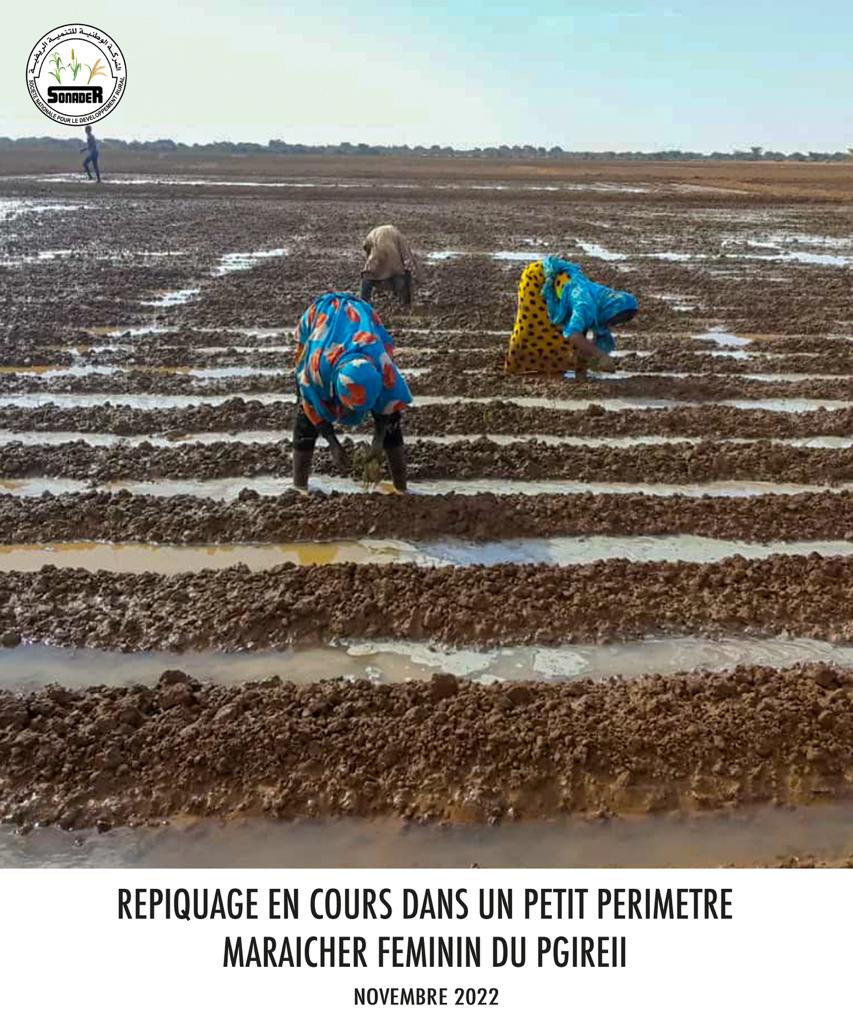 الشركة الوطنية للتنمية الريفية
SONADER
SOCIETE NATIONALE POUR LE DEVELOPPEMENT RURAL
REPIQUAGE EN COURS DANS UN PETIT PERIMETRE
MARAICHER FEMININ DU PGIREII
NOVEMBRE 2022